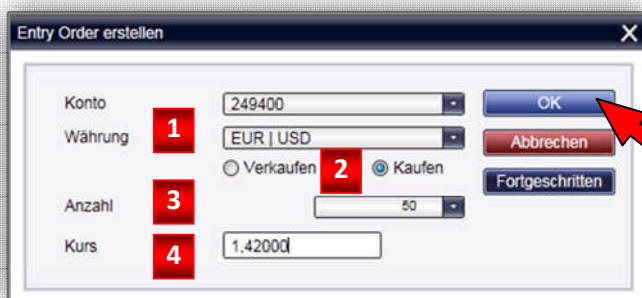 Entry Order erstellen X
Konto 249400 OK
Währung 1 EUR | USD Abbrechen
Verkaufen 2 Kaufen Fortgeschritten
Anzahl 3 50
Kurs 4 1,42000